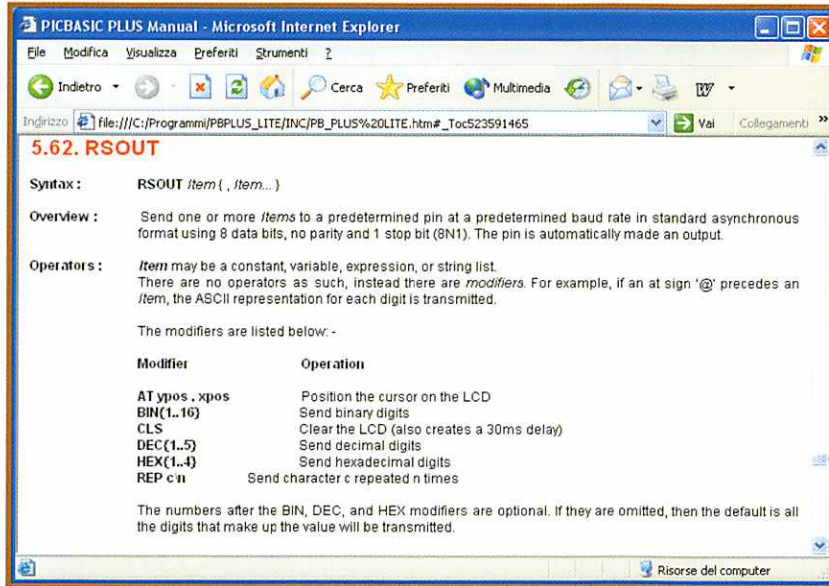 PICBASIC PLUS Manual - Microsoft Internet Explorer
File Modifica Visualizza Preferiti Strumenti ?
Indietro Cerca Preferiti Multimedia W
Indirizzo file:///C:/Programmi/PBPLUS_LITE/INC/PB_PLUS%20LITE.htm#_Toc523591465 Vai Collegamenti »
5.62. RSOUT
Syntax : RSOUT Item { , Item... }
Overview : Send one or more Items to a predetermined pin at a predetermined baud rate in standard asynchronous
format using 8 data bits, no parity and 1 stop bit (8N1). The pin is automatically made an output.
Operators : Item may be a constant, variable, expression, or string list.
There are no operators as such, instead there are modifiers. For example, if an at sign '@' precedes an
Item, the ASCII representation for each digit is transmitted.
The modifiers are listed below: -
Modifier Operation
AT ypos , xpos Position the cursor on the LCD
BIN{1..16} Send binary digits
CLS Clear the LCD (also creates a 30ms delay)
DEC{1..5} Send decimal digits
HEX{1..4} Send hexadecimal digits
REP c\n Send character c repeated n times
The numbers after the BIN, DEC, and HEX modifiers are optional. If they are omitted, then the default is all
the digits that make up the value will be transmitted.
Risorse del computer